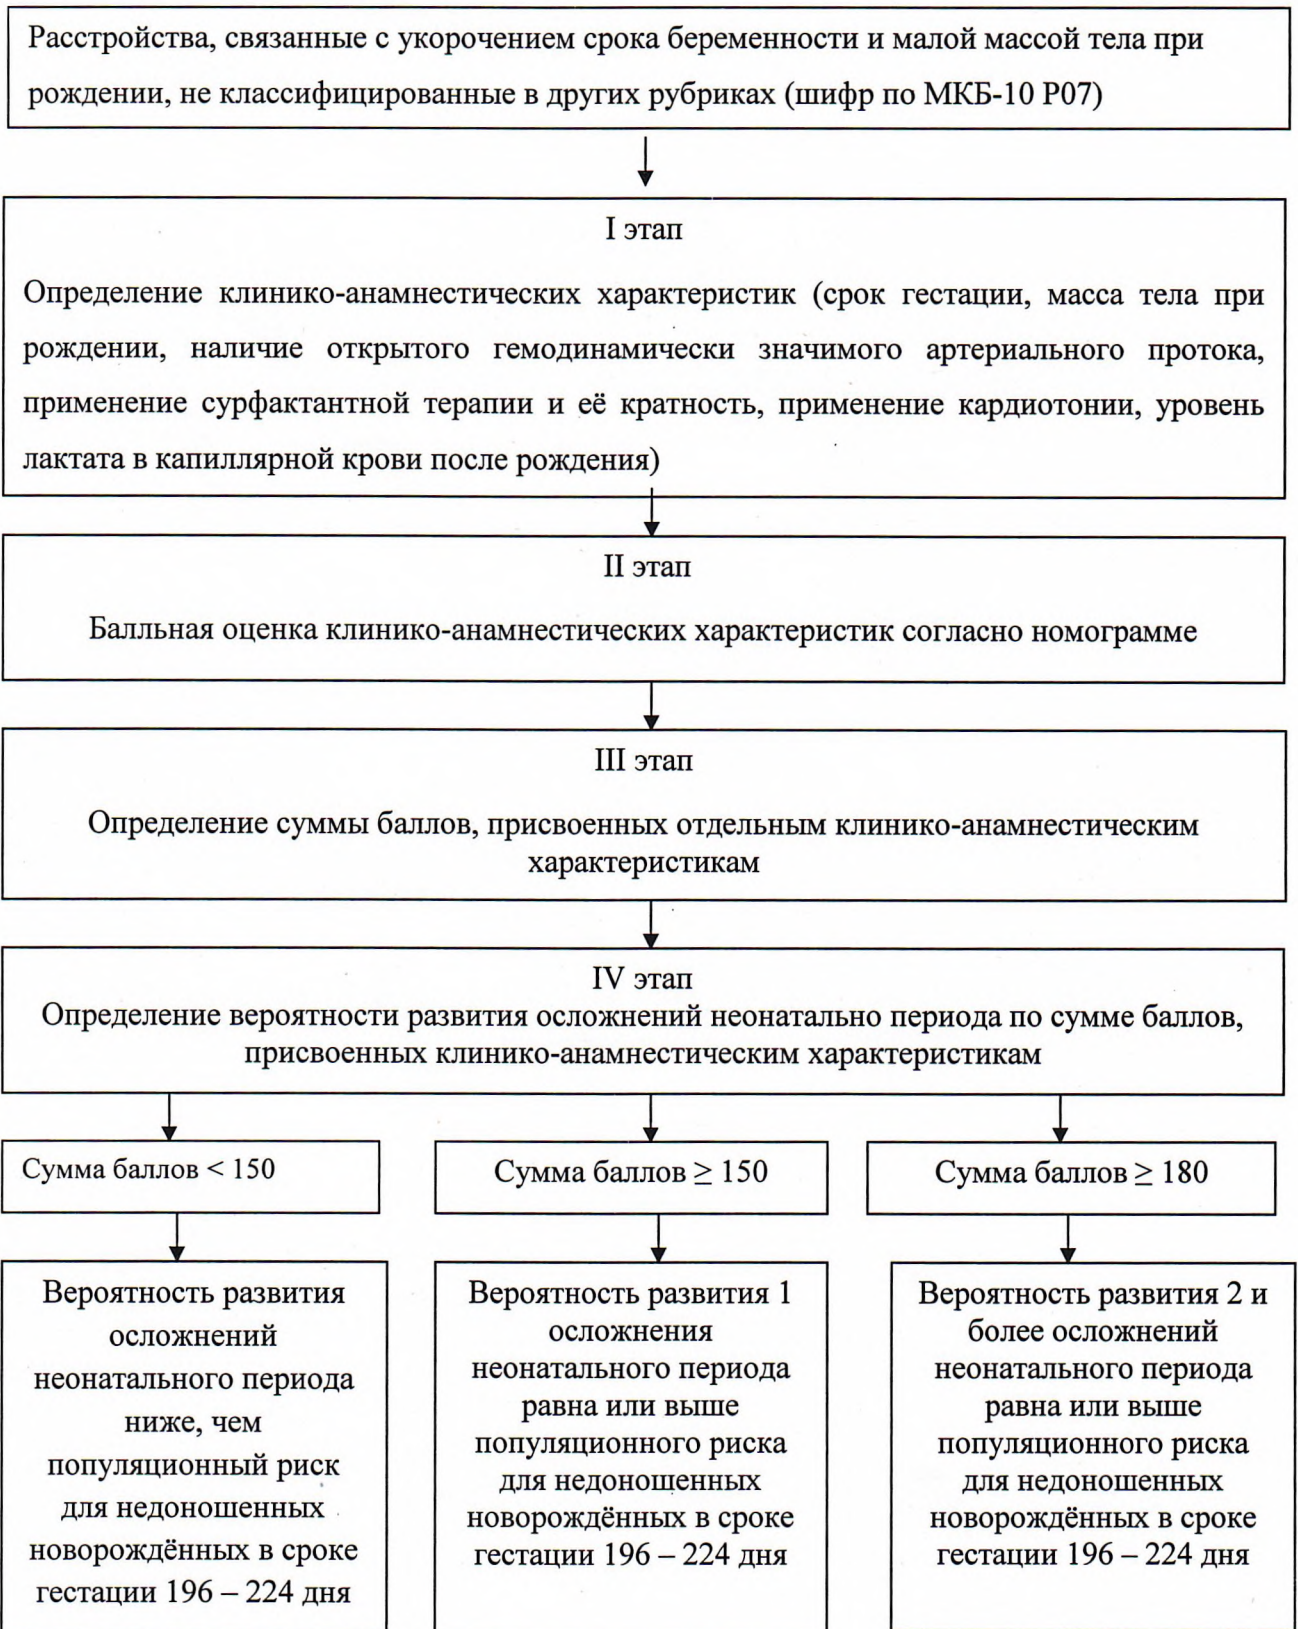 Расстройства, связанные с укорочением срока беременности и малой массой тела при
рождении, не классифицированные в других рубриках (шифр по МКБ-10 P07)
I этап
Определение клинико-анамнестических характеристик (срок гестации, масса тела при
рождении, наличие открытого гемодинамически значимого артериального протока,
применение сурфактантной терапии и её кратность, применение кардиотонии, уровень
лактата в капиллярной крови после рождения)
II этап
Балльная оценка клинико-анамнестических характеристик согласно номограмме
III этап
Определение суммы баллов, присвоенных отдельным клинико-анамнестическим
характеристикам
IV этап
Определение вероятности развития осложнений неонатально периода по сумме баллов,
присвоенных клинико-анамнестическим характеристикам
Сумма баллов < 150
Сумма баллов ≥ 150
Сумма баллов ≥ 180
Вероятность развития
осложнений
неонатального периода
ниже, чем
популяционный риск
для недоношенных
новорождённых в сроке
гестации 196 – 224 дня
Вероятность развития 1
осложнения
неонатального периода
равна или выше
популяционного риска
для недоношенных
новорождённых в сроке
гестации 196 – 224 дня
Вероятность развития 2 и
более осложнений
неонатального периода
равна или выше
популяционного риска
для недоношенных
новорождённых в сроке
гестации 196 – 224 дня